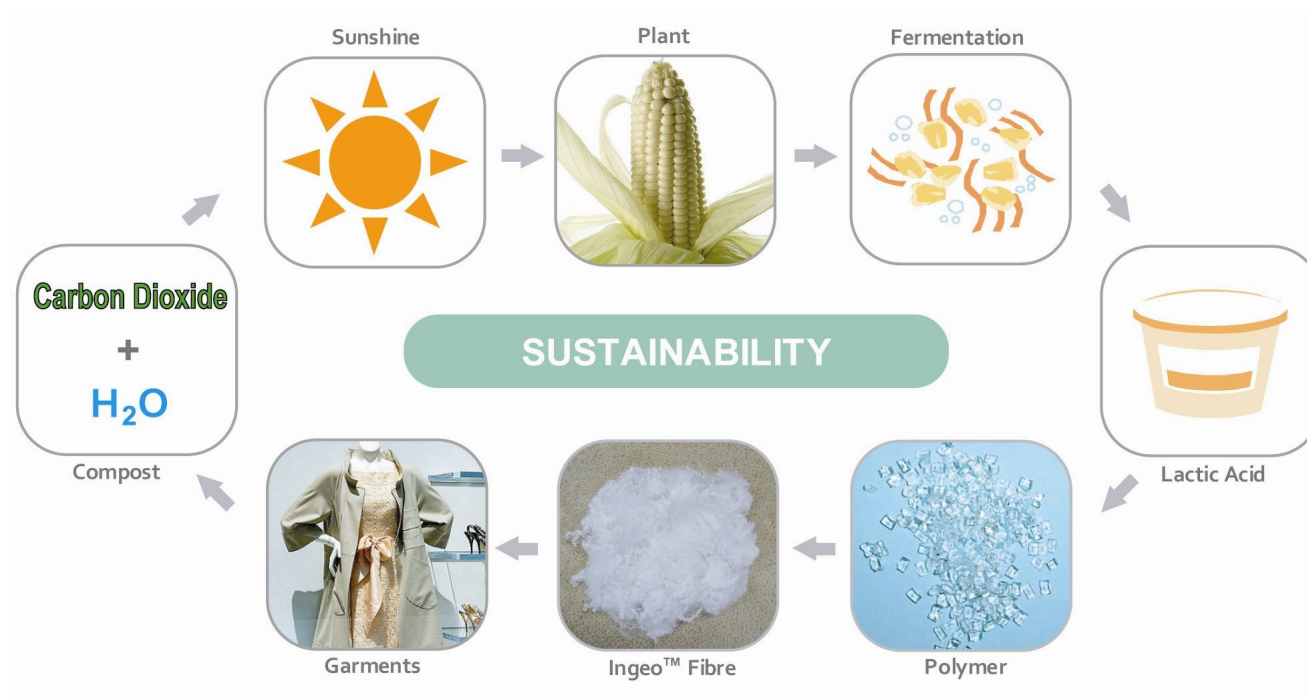 Sunshine
Plant
Fermentation
Carbon Dioxide
+
H₂O
Compost
SUSTAINABILITY
Lactic Acid
Garments
Ingeo™ Fibre
Polymer